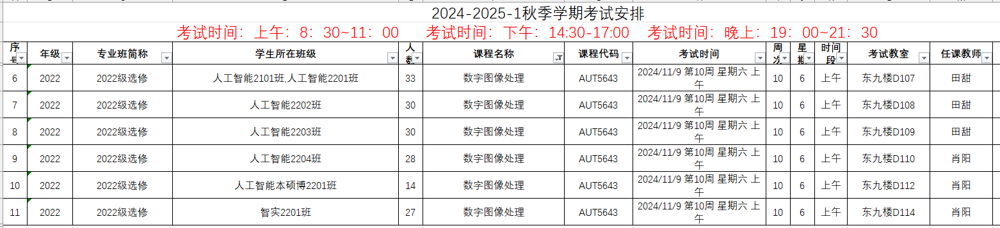 2024-2025-1秋季学期考试安排
考试时间：上午：8：30~11：00 考试时间：下午：14:30-17:00 考试时间：晚上：19：00~21：30
序号 年级 专业班简称 学生所在班级 人数 课程名称 课程代码 考试时间 周次 星期 时间段 考试教室 任课教师
6 2022 2022级选修 人工智能2101班,人工智能2201班 33 数字图像处理 AUT5643 2024/11/9 第10周 星期六 上午 10 6 上午 东九楼D107 田甜
7 2022 2022级选修 人工智能2202班 30 数字图像处理 AUT5643 2024/11/9 第10周 星期六 上午 10 6 上午 东九楼D108 田甜
8 2022 2022级选修 人工智能2203班 30 数字图像处理 AUT5643 2024/11/9 第10周 星期六 上午 10 6 上午 东九楼D109 田甜
9 2022 2022级选修 人工智能2204班 28 数字图像处理 AUT5643 2024/11/9 第10周 星期六 上午 10 6 上午 东九楼D110 肖阳
10 2022 2022级选修 人工智能本硕博2201班 14 数字图像处理 AUT5643 2024/11/9 第10周 星期六 上午 10 6 上午 东九楼D112 肖阳
11 2022 2022级选修 智实2201班 27 数字图像处理 AUT5643 2024/11/9 第10周 星期六 上午 10 6 上午 东九楼D114 肖阳